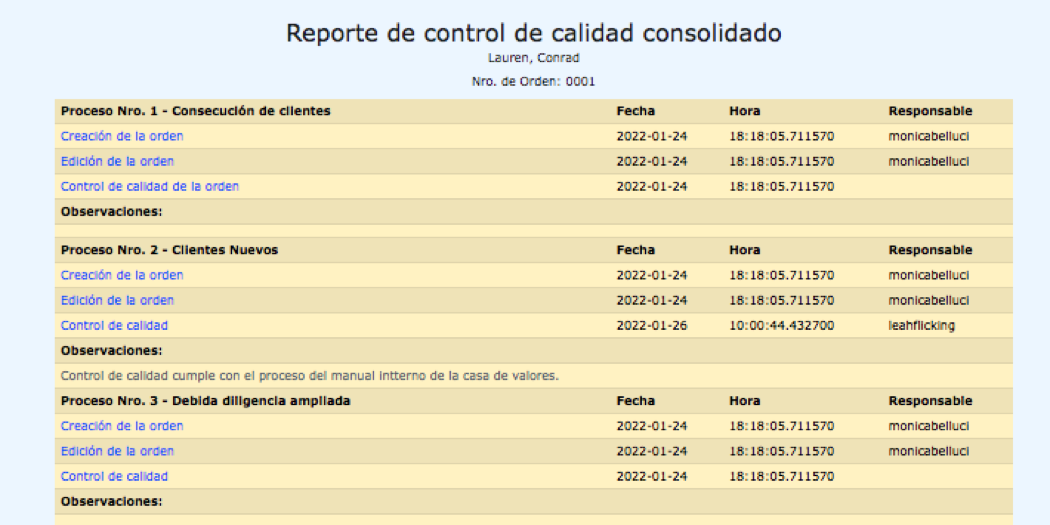 Reporte de control de calidad consolidado
Lauren, Conrad
Nro. de Orden: 0001
Proceso Nro. 1 - Consecución de clientes Fecha Hora Responsable
Creación de la orden 2022-01-24 18:18:05.711570 monicabelluci
Edición de la orden 2022-01-24 18:18:05.711570 monicabelluci
Control de calidad de la orden 2022-01-24 18:18:05.711570
Observaciones:
Proceso Nro. 2 - Clientes Nuevos Fecha Hora Responsable
Creación de la orden 2022-01-24 18:18:05.711570 monicabelluci
Edición de la orden 2022-01-24 18:18:05.711570 monicabelluci
Control de calidad 2022-01-26 10:00:44.432700 leahflicking
Observaciones:
Control de calidad cumple con el proceso del manual intterno de la casa de valores.
Proceso Nro. 3 - Debida diligencia ampliada Fecha Hora Responsable
Creación de la orden 2022-01-24 18:18:05.711570 monicabelluci
Edición de la orden 2022-01-24 18:18:05.711570 monicabelluci
Control de calidad 2022-01-24 18:18:05.711570
Observaciones: